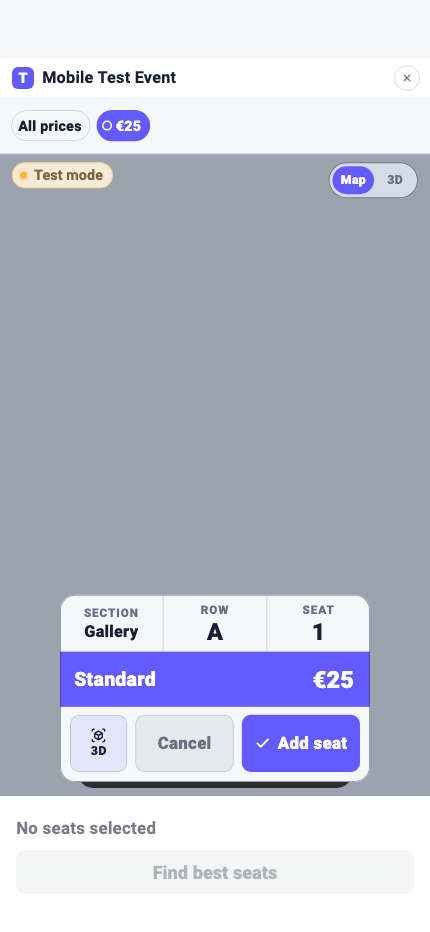 T Mobile Test Event ×
All prices €25
Test mode
Map 3D
SECTION ROW SEAT
Gallery A 1
Standard €25
3D Cancel Add seat
No seats selected
Find best seats